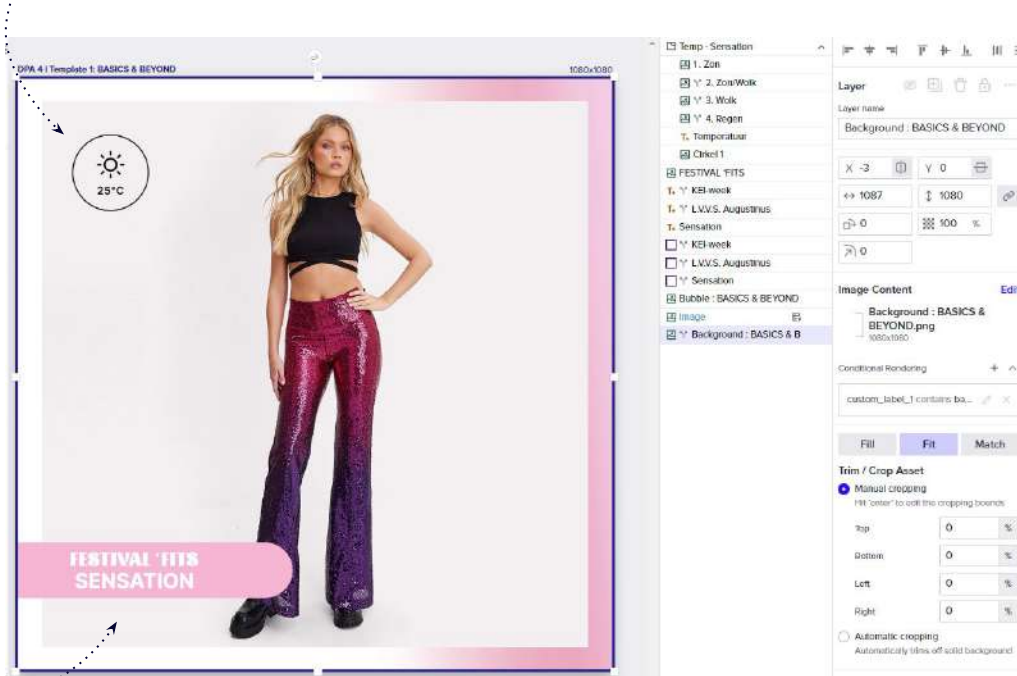 DPA 4 | Template 1: BASICS & BEYOND
1080x1080
25°C
FESTIVAL 'FITS
SENSATION
Temp - Sensation
1. Zon
2. Zon/Wolk
3. Wolk
4. Regen
Temperatuur
Cirkel 1
FESTIVAL 'FITS
KEI-week
L.V.V.S. Augustinus
Sensation
KEI-week
L.V.V.S. Augustinus
Sensation
Bubble : BASICS & BEYOND
Image
Background : BASICS & B
Layer
Layer name
Background : BASICS & BEYOND
X -3
Y 0
1087
1080
0
100 %
0
Image Content
Edit
Background : BASICS &
BEYOND.png
1080x1080
Conditional Rendering
custom_label_1 contains ba...
Fill
Fit
Match
Trim / Crop Asset
Manual cropping
Hit "enter" to edit the cropping bounds
Top
0
%
Bottom
0
%
Left
0
%
Right
0
%
Automatic cropping
Automatically trims off solid background